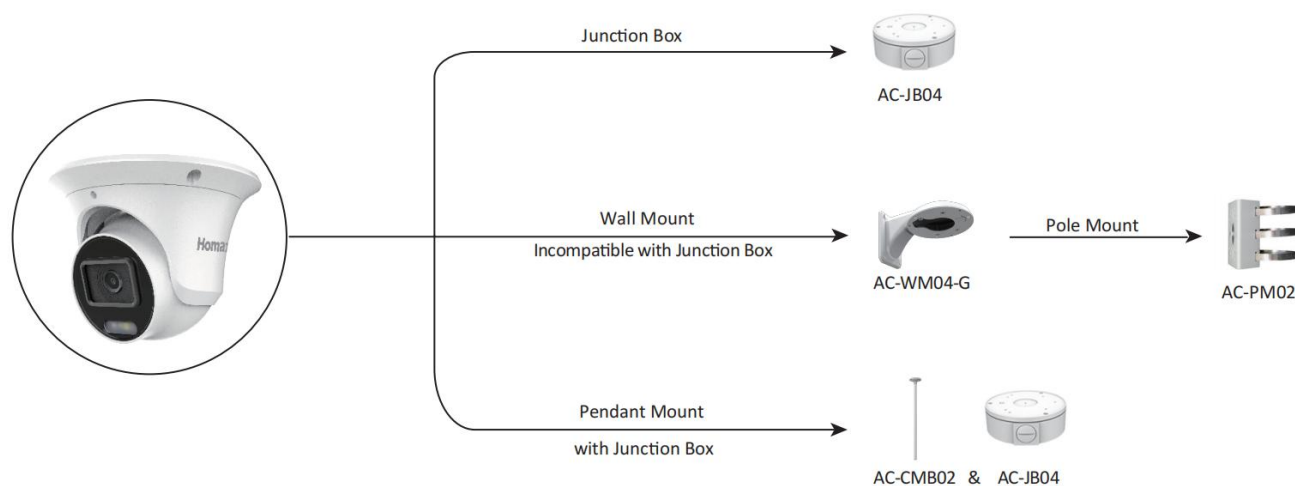 Junction Box
AC-JB04
Homa
Wall Mount
Incompatible with Junction Box
AC-WM04-G
Pole Mount
AC-PM02
Pendant Mount
with Junction Box
AC-CMB02 & AC-JB04